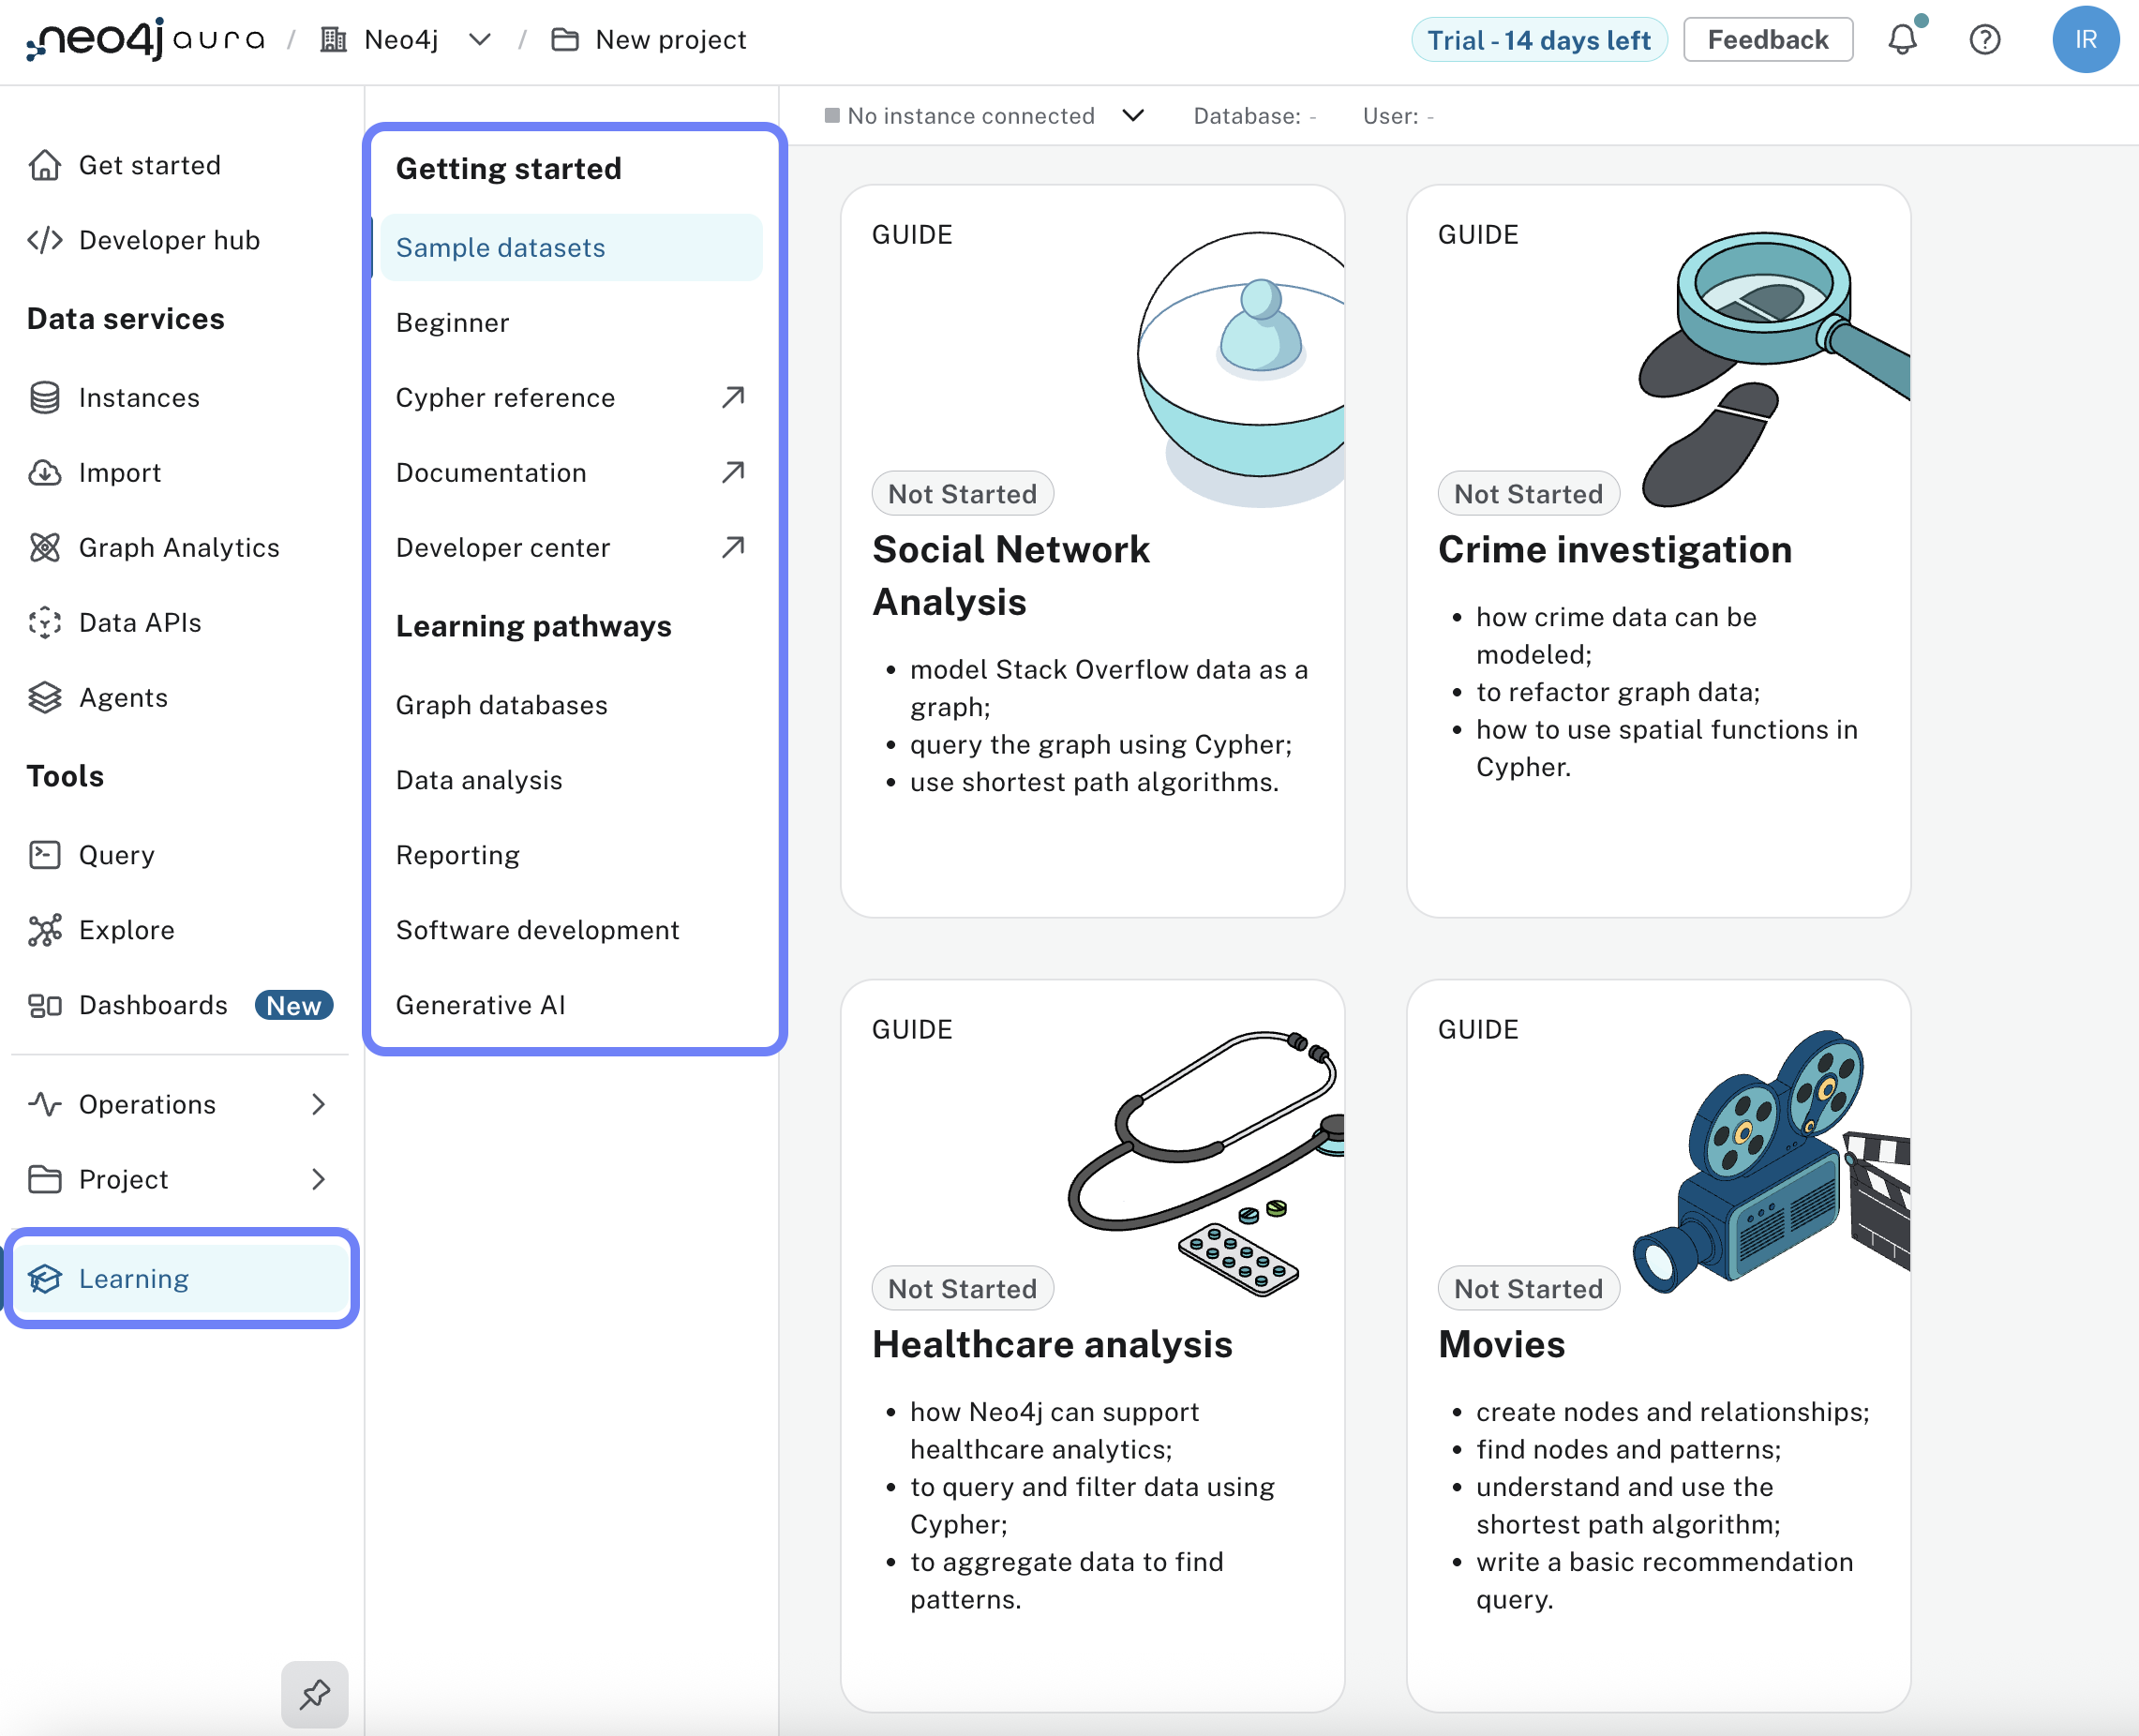 neo4j aura / Neo4j / New project
Trial - 14 days left
Feedback
IR
Get started
Developer hub
Data services
Instances
Import
Graph Analytics
Data APIs
Agents
Tools
Query
Explore
Dashboards New
Operations
Project
Learning
Getting started
Sample datasets
Beginner
Cypher reference
Documentation
Developer center
Learning pathways
Graph databases
Data analysis
Reporting
Software development
Generative AI
No instance connected Database: - User: -
GUIDE
Not Started
Social Network
Analysis
• model Stack Overflow data as a
graph;
• query the graph using Cypher;
• use shortest path algorithms.
GUIDE
Not Started
Crime investigation
• how crime data can be
modeled;
• to refactor graph data;
• how to use spatial functions in
Cypher.
GUIDE
Not Started
Healthcare analysis
• how Neo4j can support
healthcare analytics;
• to query and filter data using
Cypher;
• to aggregate data to find
patterns.
GUIDE
Not Started
Movies
• create nodes and relationships;
• find nodes and patterns;
• understand and use the
shortest path algorithm;
• write a basic recommendation
query.